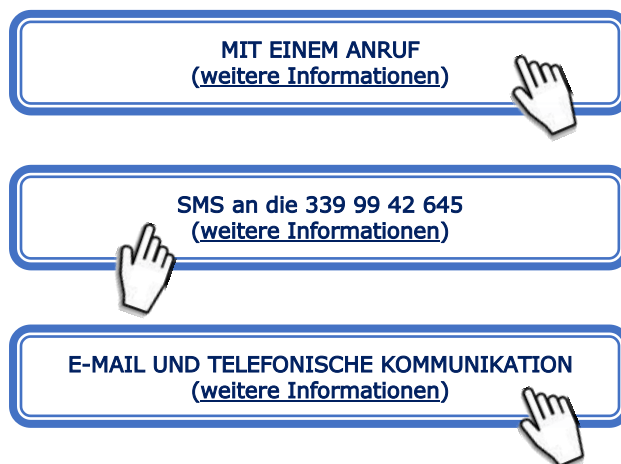 MIT EINEM ANRUF
(weitere Informationen)
SMS an die 339 99 42 645
(weitere Informationen)
E-MAIL UND TELEFONISCHE KOMMUNIKATION
(weitere Informationen)